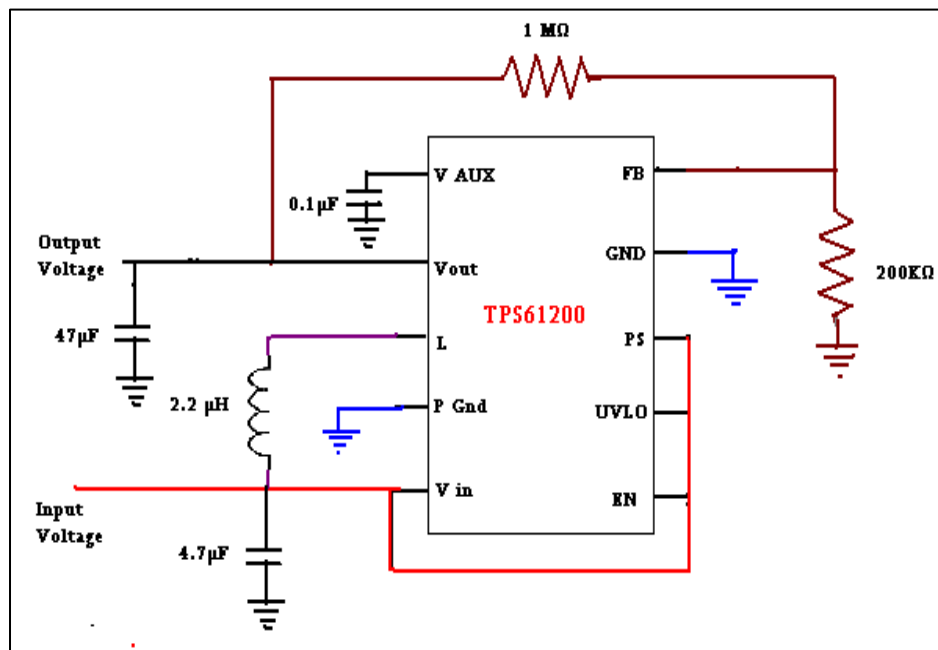 1 MΩ
V AUX
FB
0.1µF
Output
Voltage
Vout
GND
200KΩ
TPS61200
47µF
L
PS
2.2 µH
P Gnd
UVLO
V in
EN
Input
Voltage
4.7µF